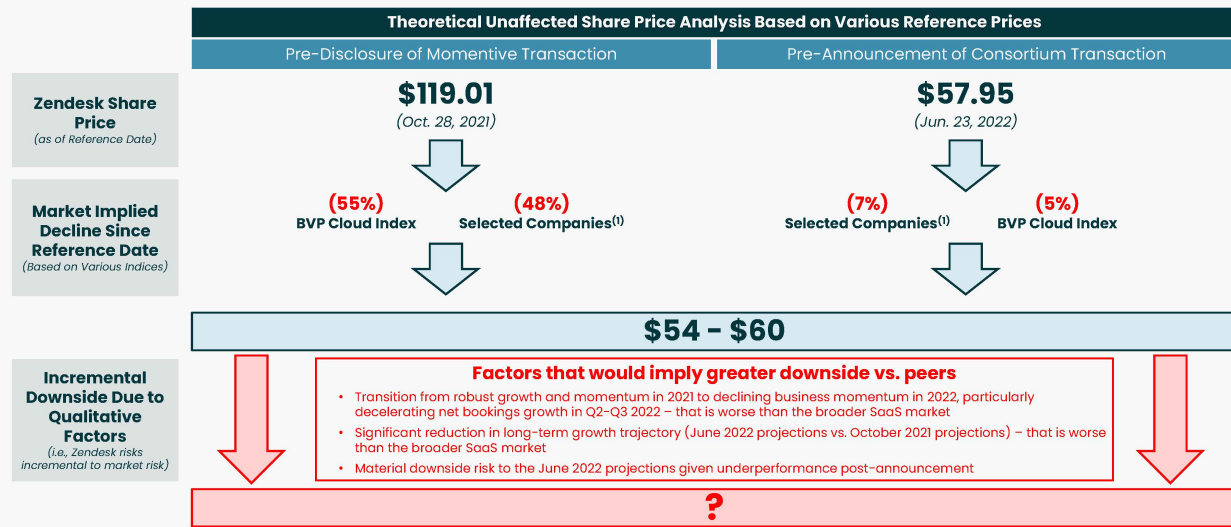 Theoretical Unaffected Share Price Analysis Based on Various Reference Prices
Pre-Disclosure of Momentive Transaction
Pre-Announcement of Consortium Transaction
Zendesk Share
Price
(as of Reference Date)
$119.01
(Oct. 28, 2021)
$57.95
(Jun. 23, 2022)
Market Implied
Decline Since
Reference Date
(Based on Various Indices)
(55%)
BVP Cloud Index
(48%)
Selected Companies(1)
(7%)
Selected Companies(1)
(5%)
BVP Cloud Index
$54 - $60
Incremental
Downside Due to
Qualitative
Factors
(i.e., Zendesk risks
incremental to market risk)
Factors that would imply greater downside vs. peers
• Transition from robust growth and momentum in 2021 to declining business momentum in 2022, particularly
decelerating net bookings growth in Q2-Q3 2022 – that is worse than the broader SaaS market
• Significant reduction in long-term growth trajectory (June 2022 projections vs. October 2021 projections) – that is worse
than the broader SaaS market
• Material downside risk to the June 2022 projections given underperformance post-announcement
?